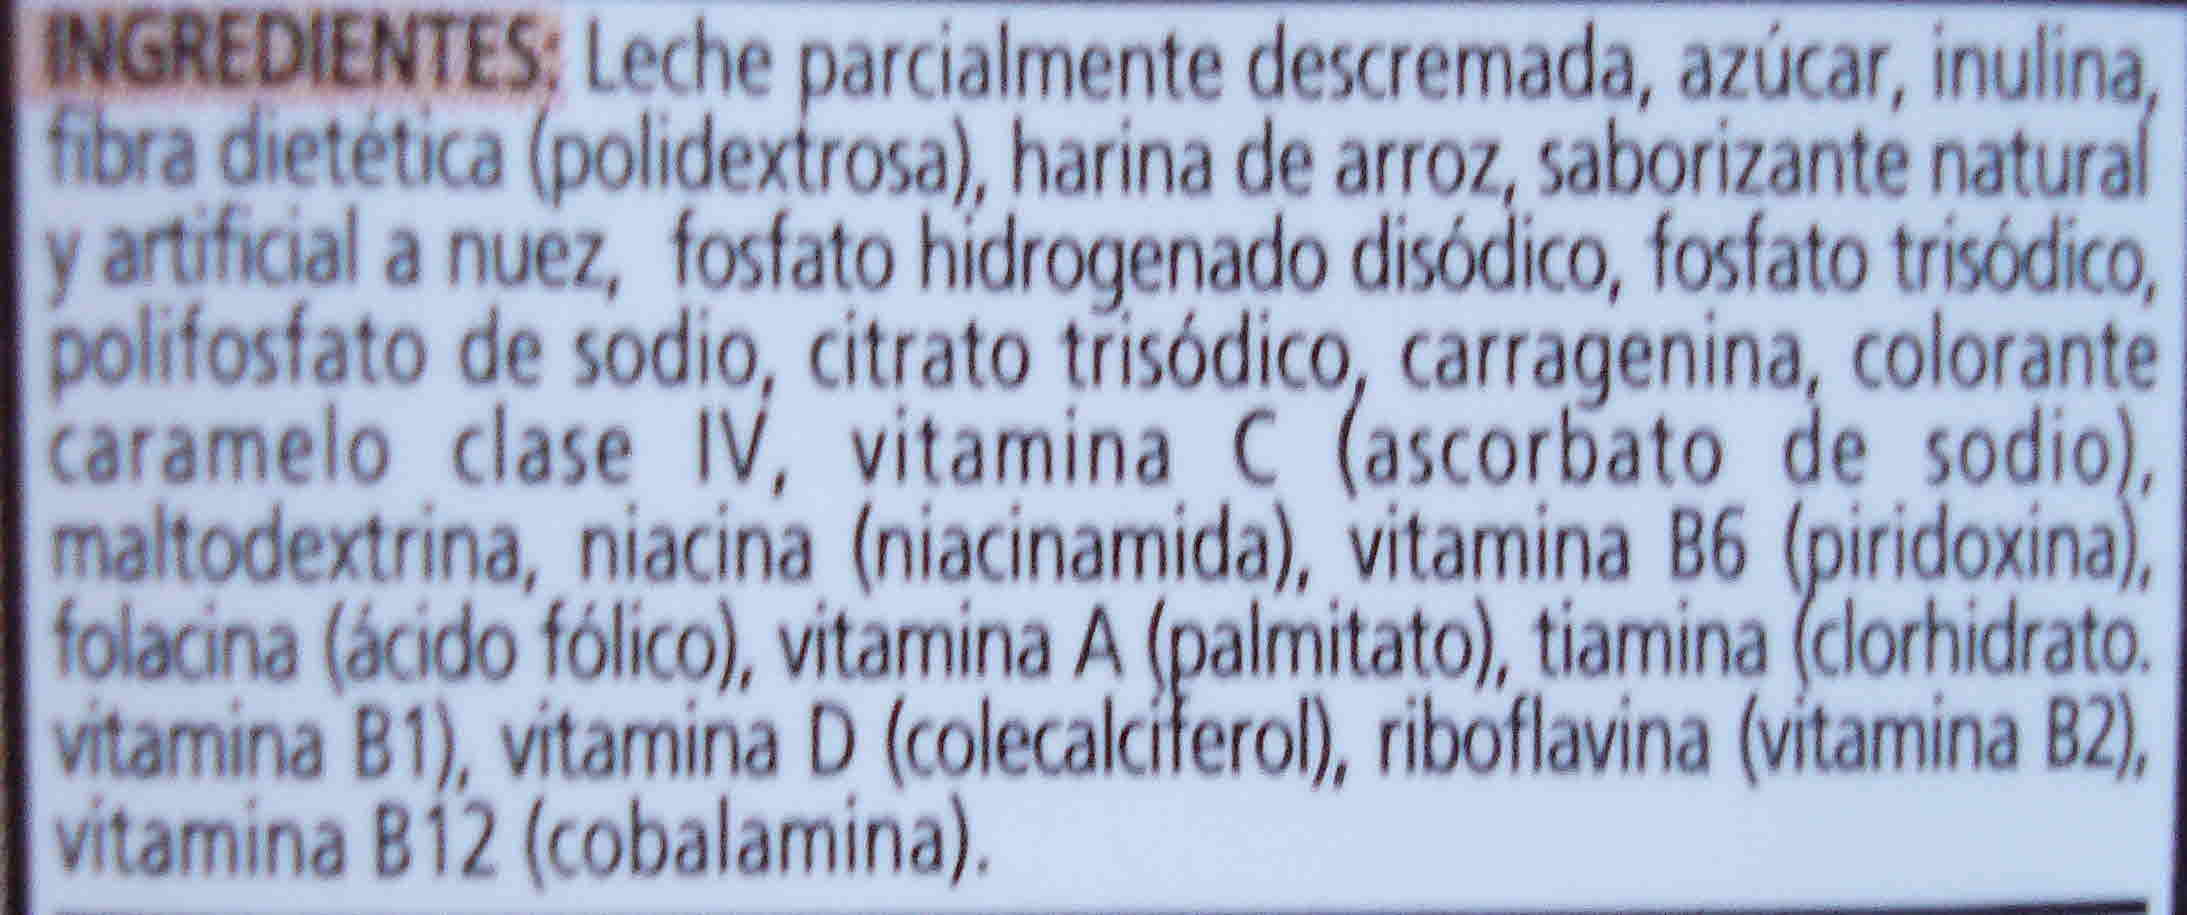 INGREDIENTES: Leche parcialmente descremada, azúcar, inulina,
fibra dietética (polidextrosa), harina de arroz, saborizante natural
y artificial a nuez, fosfato hidrogenado disódico, fosfato trisódico,
polifosfato de sodio, citrato trisódico, carragenina, colorante
caramelo clase IV, vitamina C (ascorbato de sodio),
maltodextrina, niacina (niacinamida), vitamina B6 (piridoxina),
folacina (ácido fólico), vitamina A (palmitato), tiamina (clorhidrato.
vitamina B1), vitamina D (colecalciferol), riboflavina (vitamina B2),
vitamina B12 (cobalamina).